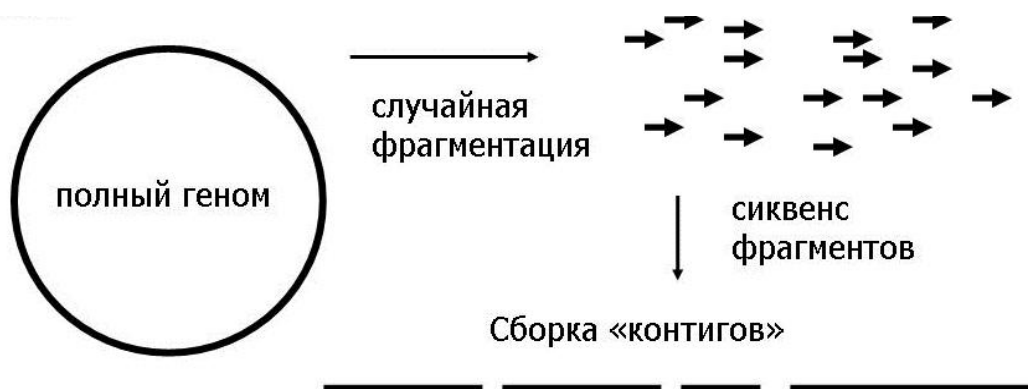 полный геном
случайная
фрагментация
сиквенс
фрагментов
Сборка «контигов»